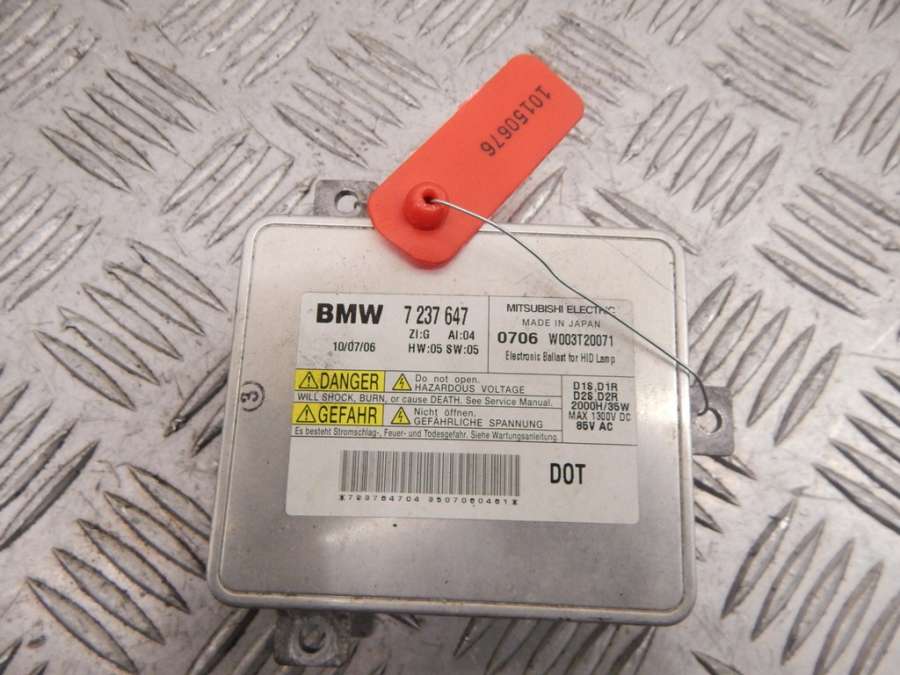 10150676
BMW 7 237 647
ZI:G AI:04
10/07/06 HW:05 SW:05
MITSUBISHI ELECTRIC
MADE IN JAPAN
0706 W003T20071
Electronic Ballast for HID Lamp
DANGER Do not open.
HAZARDOUS VOLTAGE
WILL SHOCK, BURN, or cause DEATH. See Service Manual.
GEFAHR Nicht öffnen.
GEFÄHRLICHE SPANNUNG
Es besteht Stromschlag-, Feuer- und Todesgefahr. Siehe Wartungsanleitung.
D1S,D1R
D2S,D2R
2000H/35W
MAX 1300V DC
85V AC
*723764704 3507060461*
DOT
3